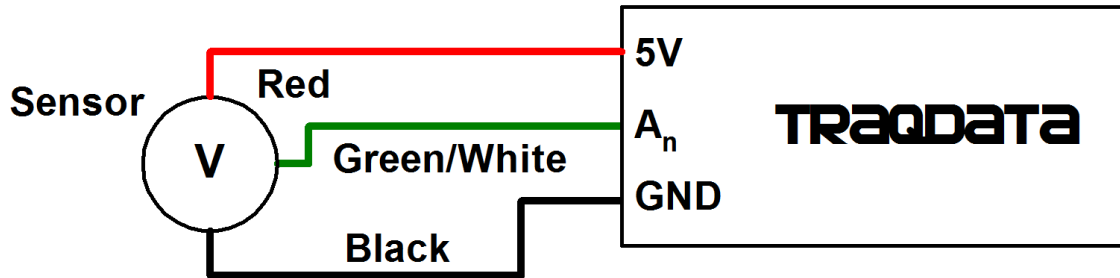 Sensor
V
Red
Green/White
Black
5V
An
GND
TRaQDaTa